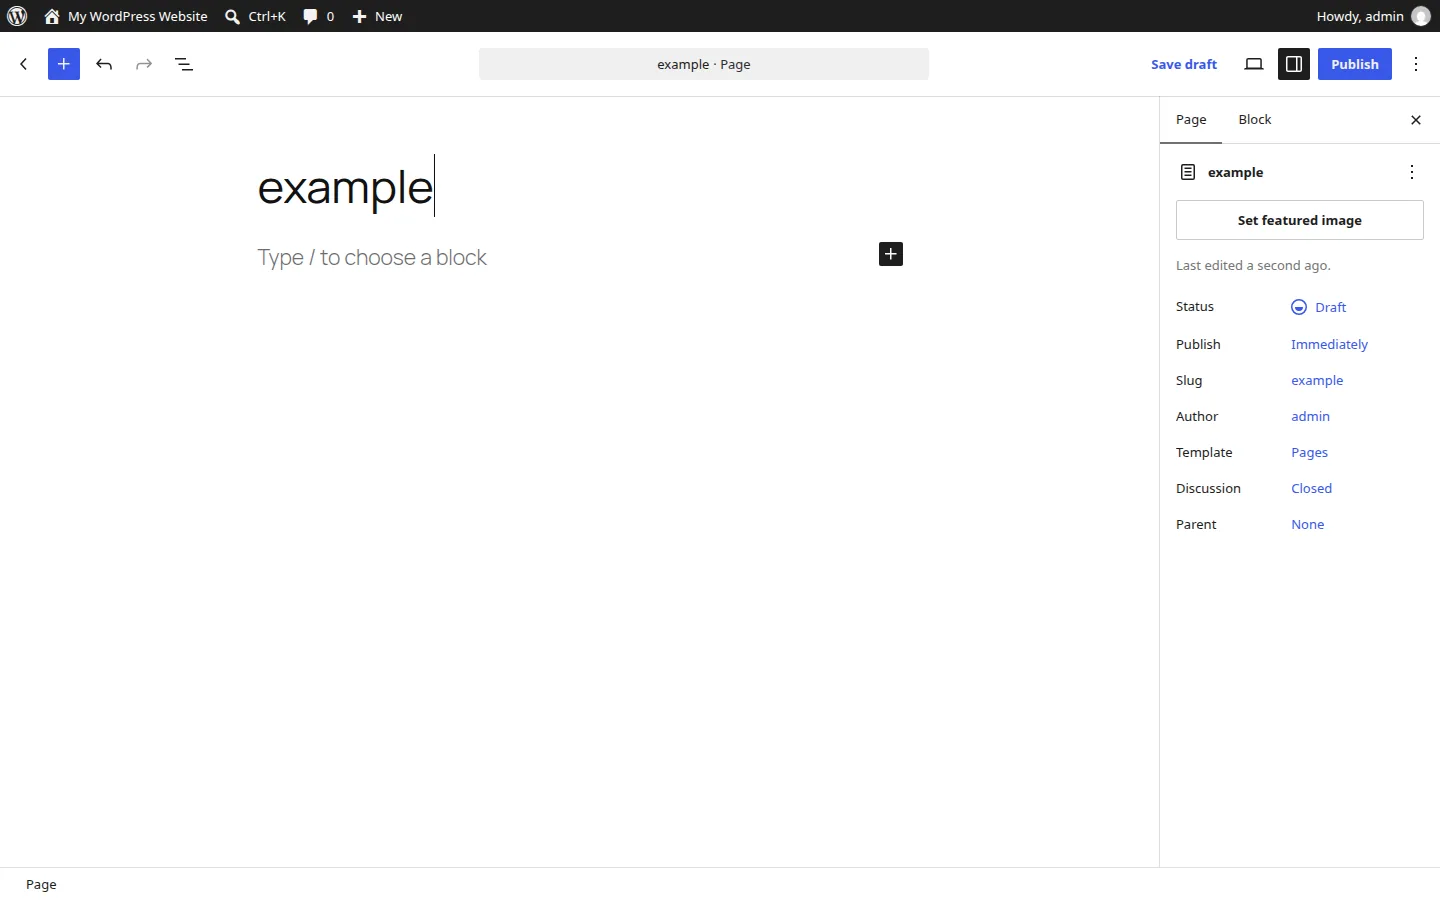 My WordPress Website Ctrl+K 0 New Howdy, admin
example · Page Save draft Publish
Page Block
example
example
Set featured image
Type / to choose a block
Last edited a second ago.
Status Draft
Publish Immediately
Slug example
Author admin
Template Pages
Discussion Closed
Parent None
Page